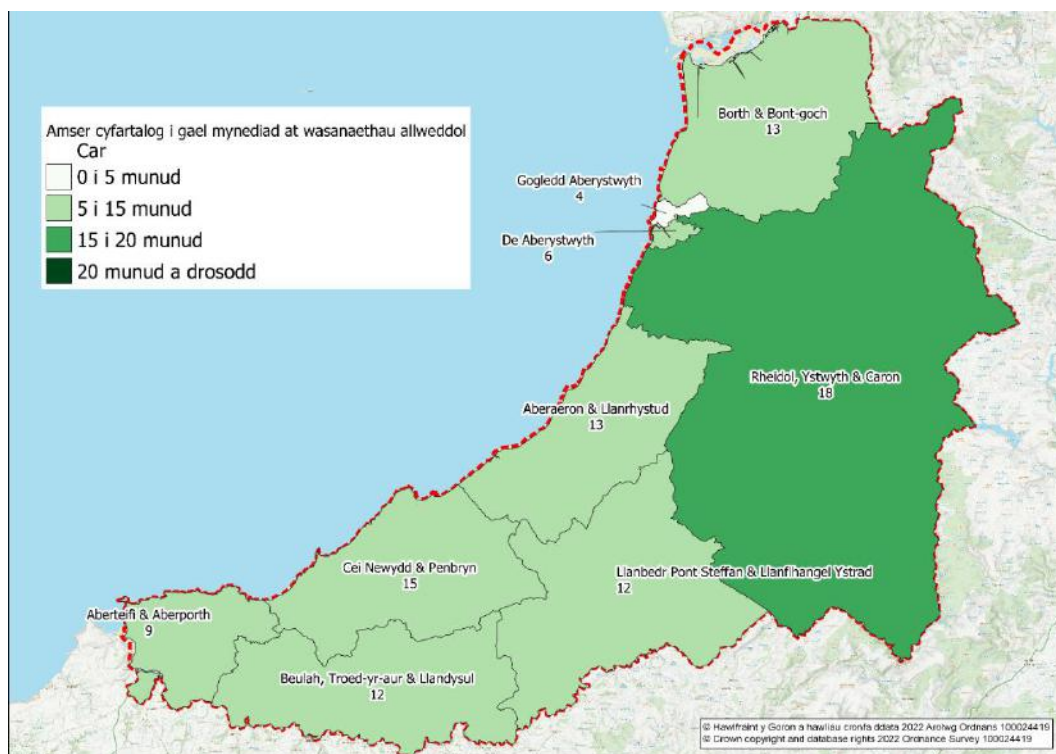 Amser cyfartalog i gael mynediad at wasanaethau allweddol
Car
0 i 5 munud
5 i 15 munud
15 i 20 munud
20 munud a drosodd
Borth & Bont-goch
13
Gogledd Aberystwyth
4
De Aberystwyth
6
Rheidol, Ystwyth & Caron
18
Aberaeron & Llanrhystud
13
Cei Newydd & Penbryn
15
Llanbedr Pont Steffan & Llanfihangel Ystrad
12
Aberteifi & Aberporth
9
Beulah, Troed-yr-aur & Llandysul
12
© Hawlfraint y Goron a hawliau cronfa ddata 2022 Arolwg Ordnans 100024419
© Crown copyright and database rights 2022 Ordnance Survey 100024419